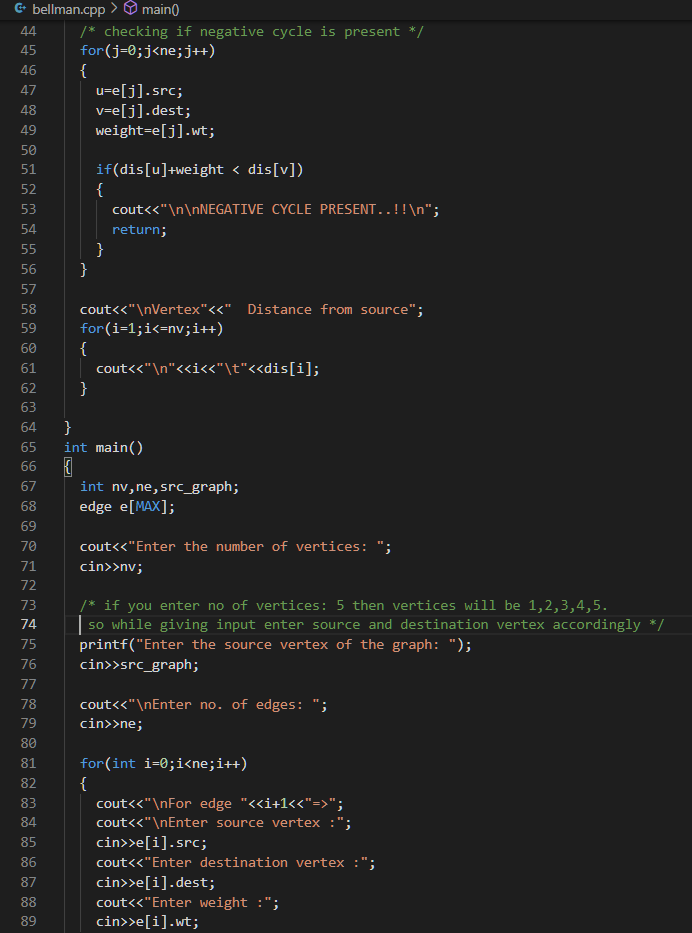 bellman.cpp > main()
44 /* checking if negative cycle is present */
45 for(j=0;j<ne;j++)
46 {
47 u=e[j].src;
48 v=e[j].dest;
49 weight=e[j].wt;
50
51 if(dis[u]+weight < dis[v])
52 {
53 cout<<"\n\nNEGATIVE CYCLE PRESENT..!!\n";
54 return;
55 }
56 }
57
58 cout<<"\nVertex"<<"  Distance from source";
59 for(i=1;i<=nv;i++)
60 {
61 cout<<"\n"<<i<<"\t"<<dis[i];
62 }
63
64 }
65 int main()
66 {
67 int nv,ne,src_graph;
68 edge e[MAX];
69
70 cout<<"Enter the number of vertices: ";
71 cin>>nv;
72
73 /* if you enter no of vertices: 5 then vertices will be 1,2,3,4,5.
74 so while giving input enter source and destination vertex accordingly */
75 printf("Enter the source vertex of the graph: ");
76 cin>>src_graph;
77
78 cout<<"\nEnter no. of edges: ";
79 cin>>ne;
80
81 for(int i=0;i<ne;i++)
82 {
83 cout<<"\nFor edge "<<i+1<<"=>";
84 cout<<"\nEnter source vertex :";
85 cin>>e[i].src;
86 cout<<"Enter destination vertex :";
87 cin>>e[i].dest;
88 cout<<"Enter weight :";
89 cin>>e[i].wt;